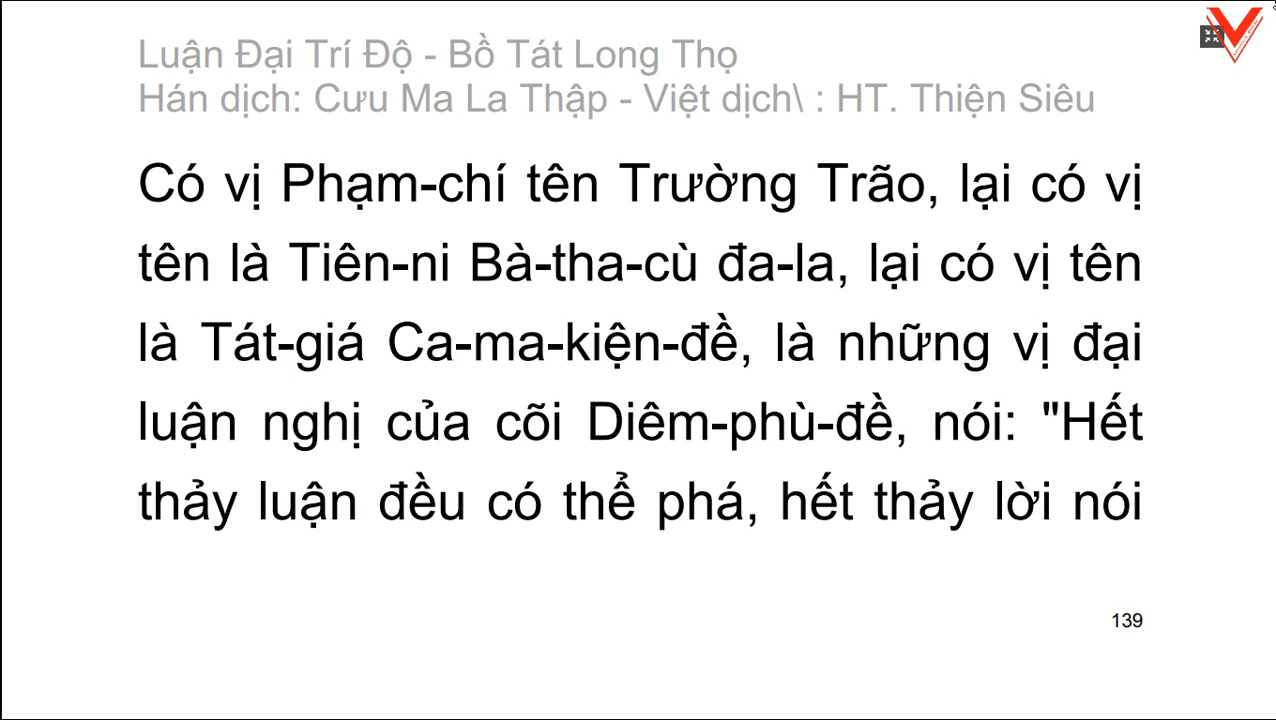 Luận Đại Trí Độ - Bồ Tát Long Thọ
Hán dịch: Cưu Ma La Thập - Việt dịch\ : HT. Thiện Siêu
Có vị Phạm-chí tên Trường Trão, lại có vị
tên là Tiên-ni Bà-tha-cù đa-la, lại có vị tên
là Tát-giá Ca-ma-kiện-đề, là những vị đại
luận nghị của cõi Diêm-phù-đề, nói: "Hết
thảy luận đều có thể phá, hết thảy lời nói
139